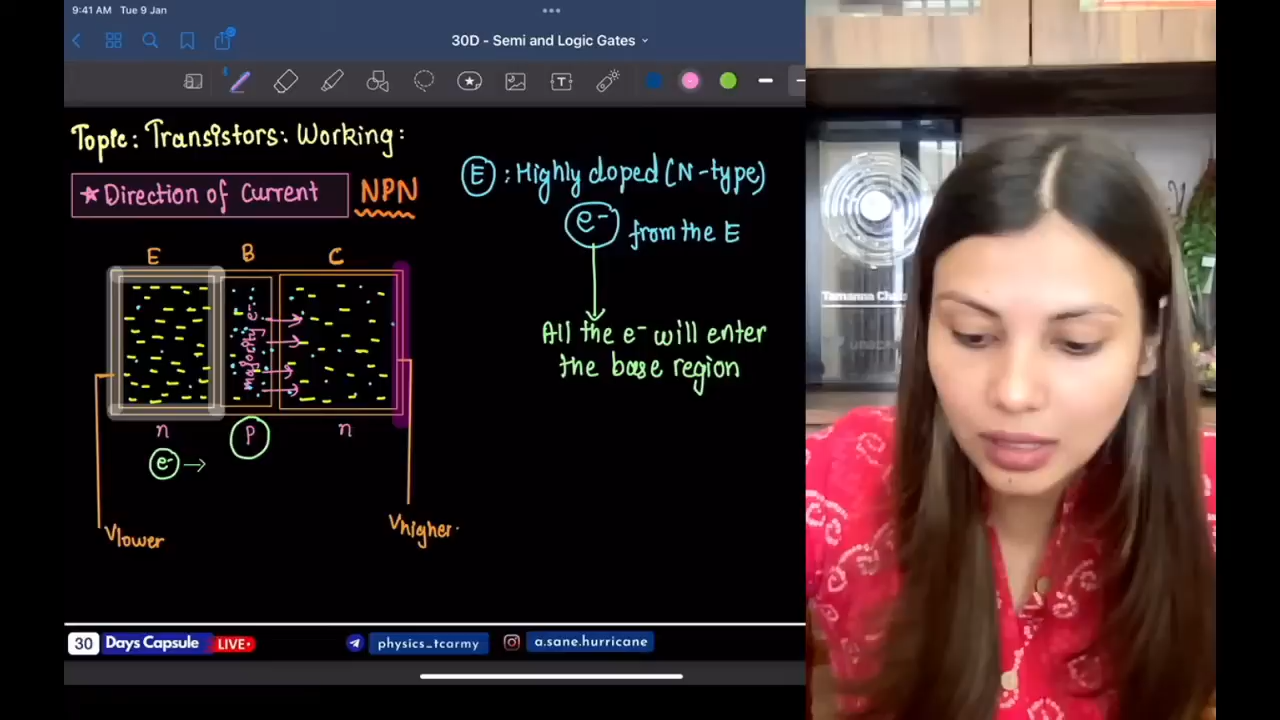 9:41 AM Tue 9 Jan
30D - Semi and Logic Gates
T
Topic: Transistors: Working:
★ Direction of Current NPN
E : Highly doped (N-type)
e- from the E
All the e- will enter
the base region
E B C
majority e-
n p n
e- →
Vlower
Vhigher.
30 Days Capsule LIVE
physics_tcarmy
a.sane.hurricane